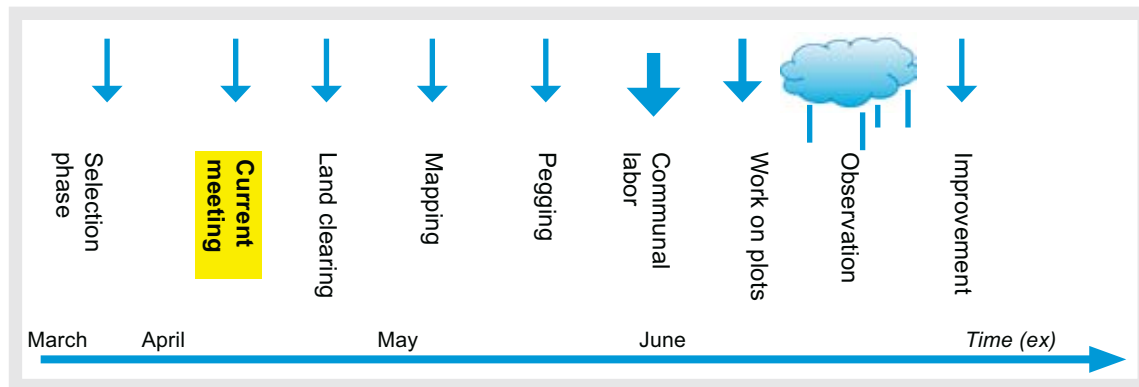 Selection
phase
Current
meeting
Land clearing
Mapping
Pegging
Communal
labor
Work on plots
Observation
Improvement
March
April
May
June
Time (ex)